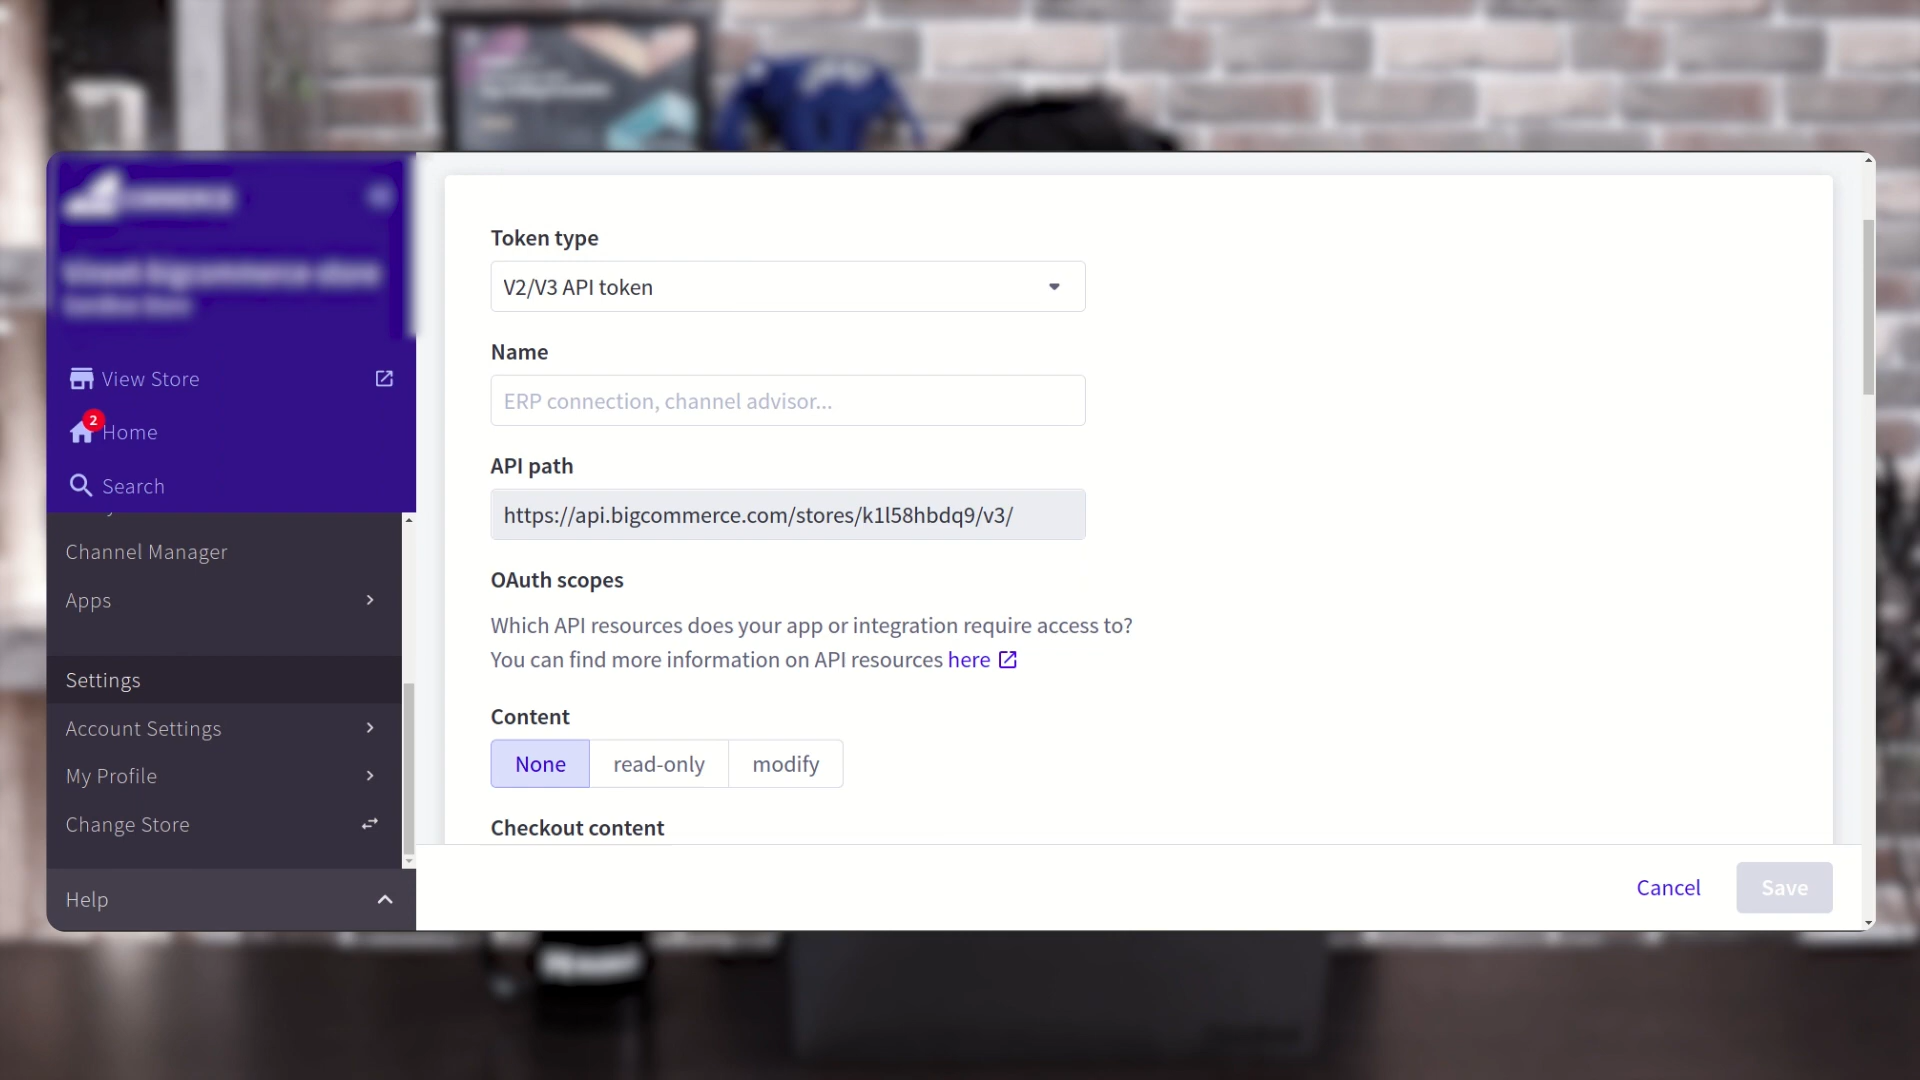 View Store
2
Home
Search
Channel Manager
Apps
Settings
Account Settings
My Profile
Change Store
Help
Token type
V2/V3 API token
Name
ERP connection, channel advisor...
API path
https://api.bigcommerce.com/stores/k1l58hbdq9/v3/
OAuth scopes
Which API resources does your app or integration require access to?
You can find more information on API resources here
Content
None read-only modify
Checkout content
Cancel Save